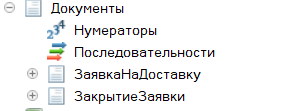 Документы
Нумераторы
Последовательности
ЗаявкаНаДоставку
ЗакрытиеЗаявки